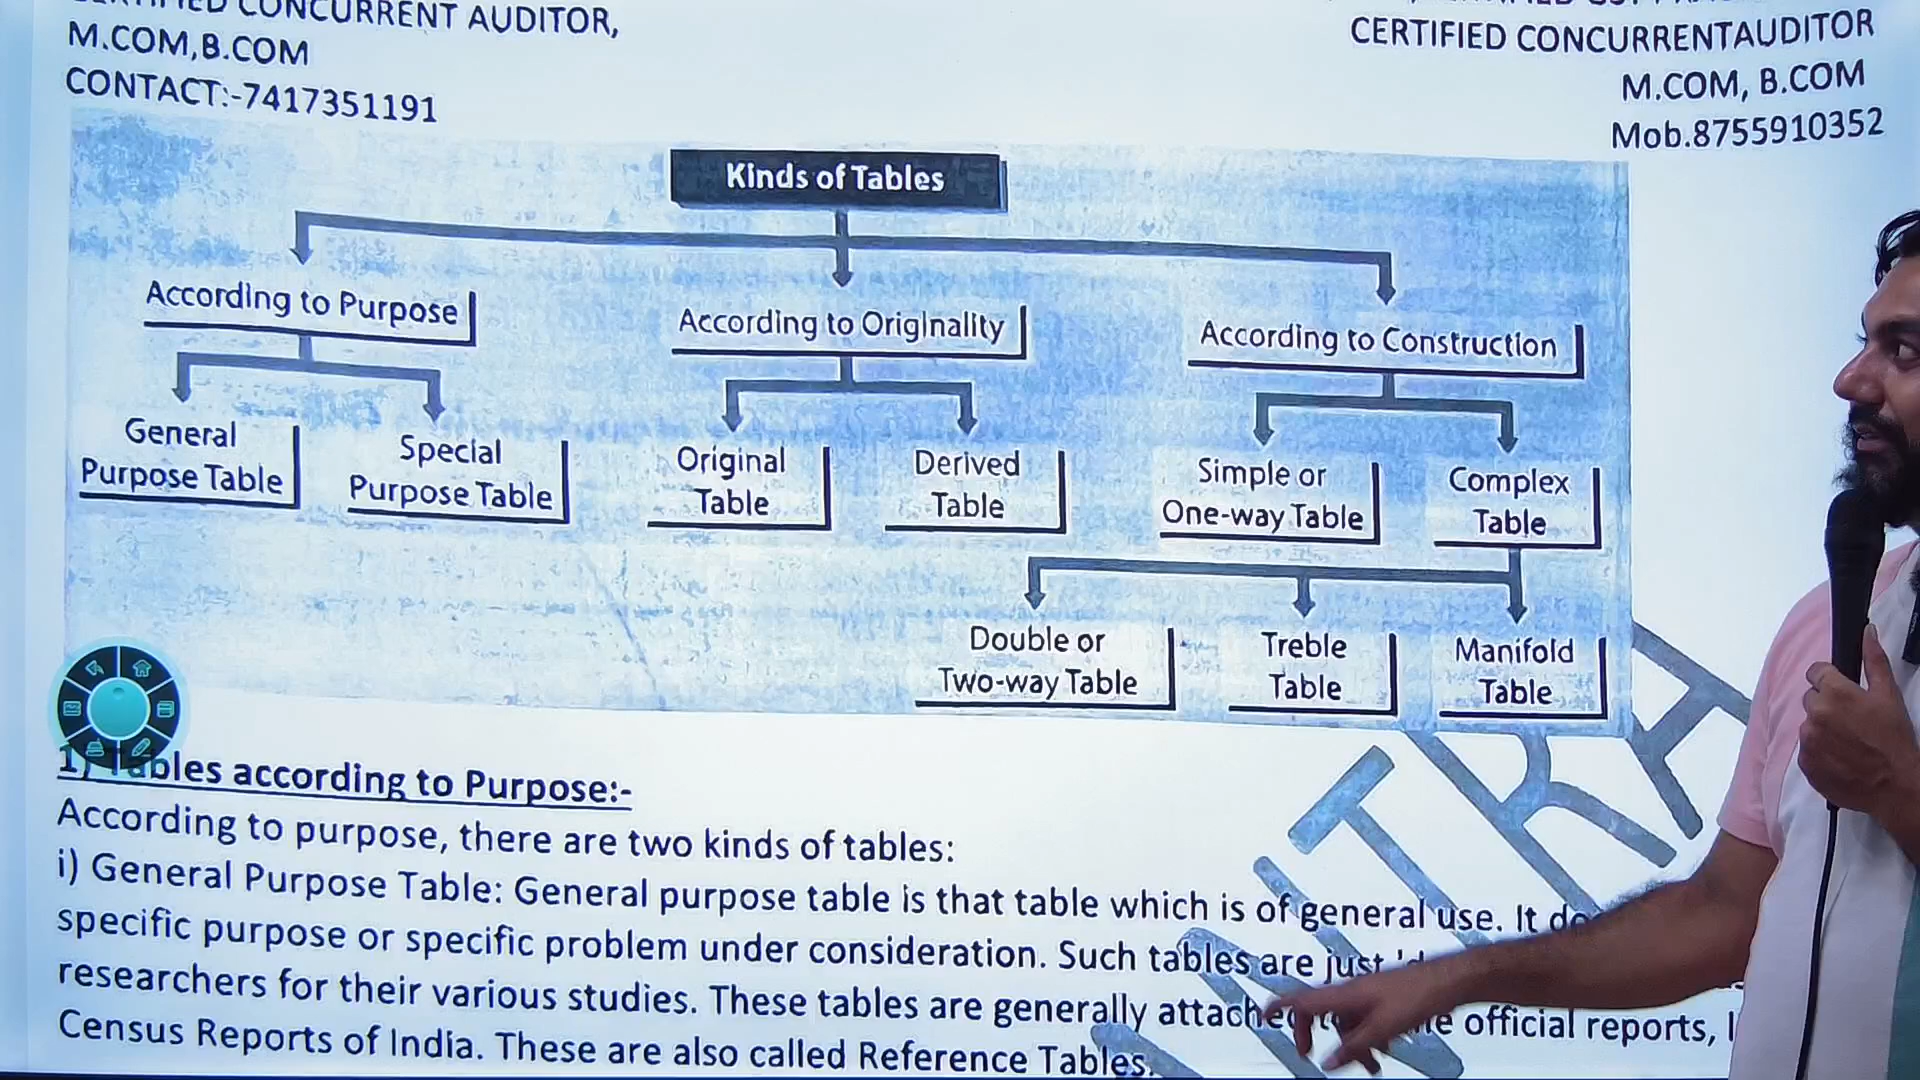 CONCURRENT AUDITOR,
M.COM,B.COM
CONTACT:-7417351191
CERTIFIED CONCURRENTAUDITOR
M.COM, B.COM
Mob.8755910352
Kinds of Tables
According to Purpose
According to Originality
According to Construction
General
Purpose Table
Special
Purpose Table
Original
Table
Derived
Table
Simple or
One-way Table
Complex
Table
Double or
Two-way Table
Treble
Table
Manifold
Table
1) Tables according to Purpose:-
According to purpose, there are two kinds of tables:
i) General Purpose Table: General purpose table is that table which is of general use. It
specific purpose or specific problem under consideration. Such tables are just
researchers for their various studies. These tables are generally attached official reports,
Census Reports of India. These are also called Reference Tables.
NTRA